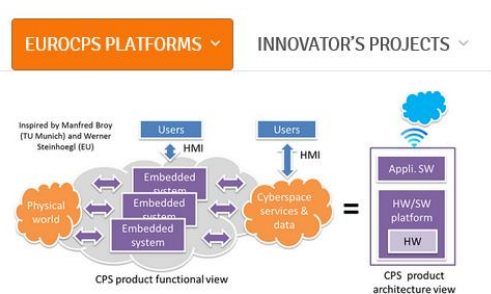 EUROCPS PLATFORMS
INNOVATOR'S PROJECTS
Inspired by Manfred Broy
(TU Munich) and Werner
Steinhoegl (EU)
Users
HMI
Users
HMI
Physical
world
Embedded
system
Embedded
system
Embedded
system
Cyberspace
services &
data
=
Appli. SW
HW/SW
platform
HW
CPS product functional view
CPS product
architecture view